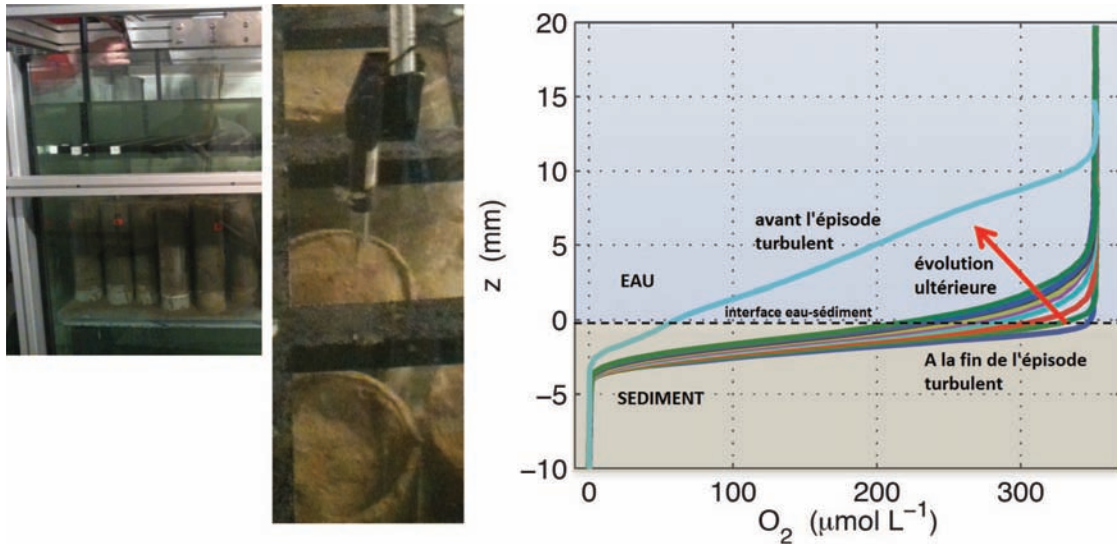 20
15
10
5
0
−5
−10
z (mm)
avant l'épisode
turbulent
EAU
évolution
ultérieure
interface eau-sédiment
A la fin de l'épisode
turbulent
SEDIMENT
0
100
200
300
O₂ (μmol L⁻¹)